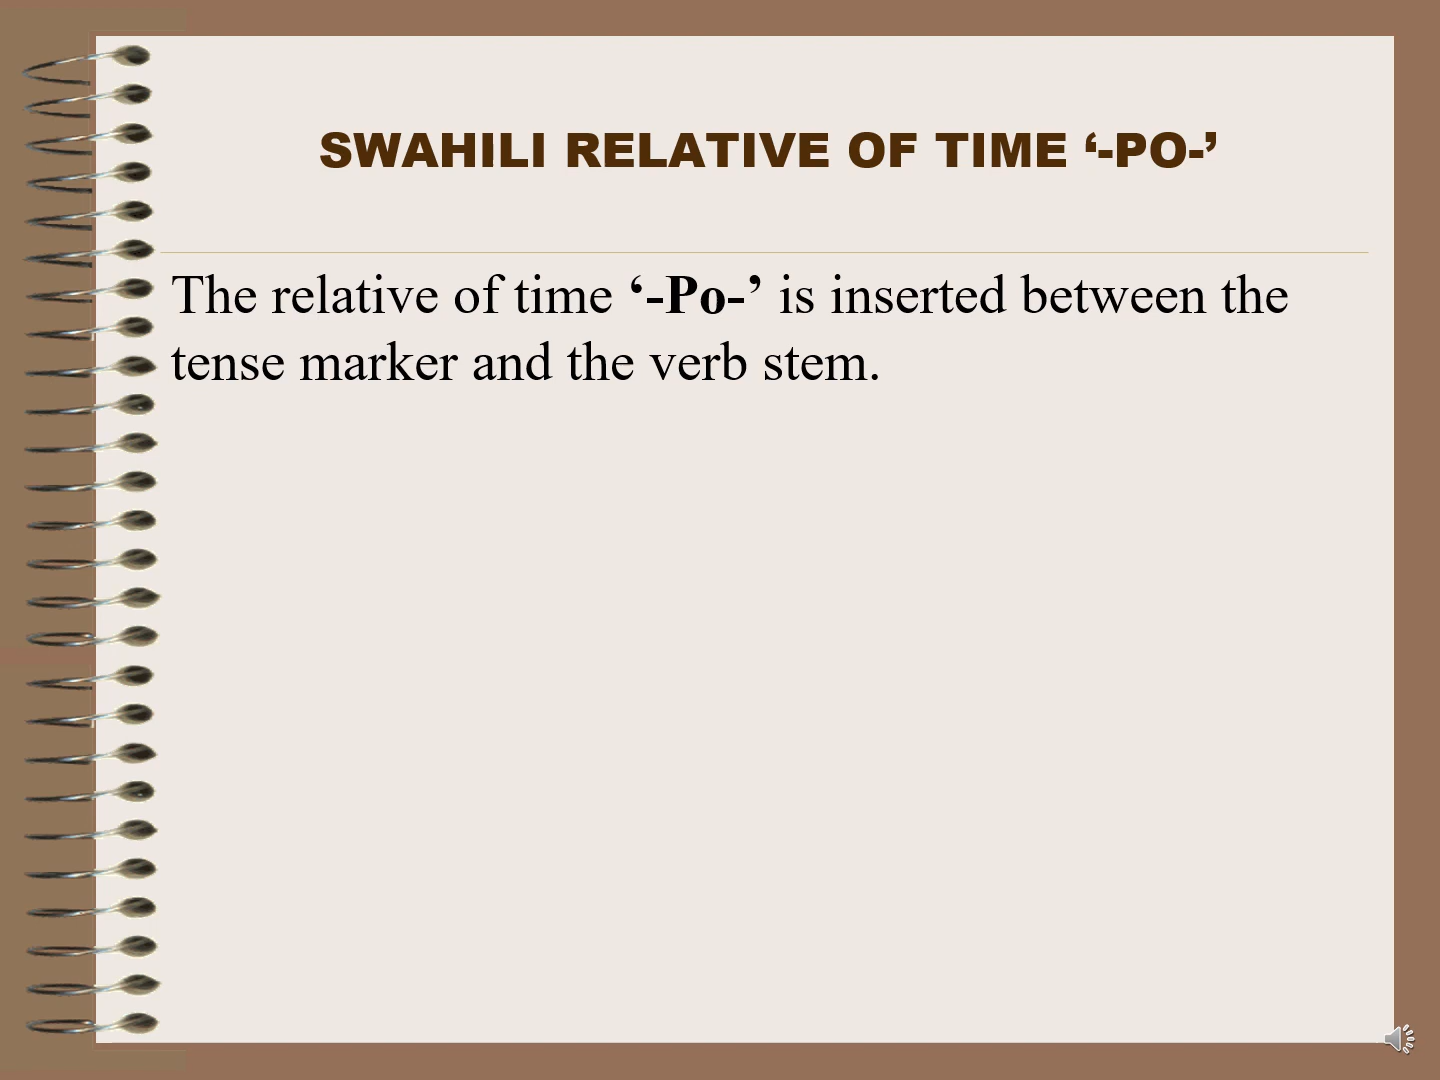 SWAHILI RELATIVE OF TIME ‘-PO-’
The relative of time ‘-Po-’ is inserted between the
tense marker and the verb stem.